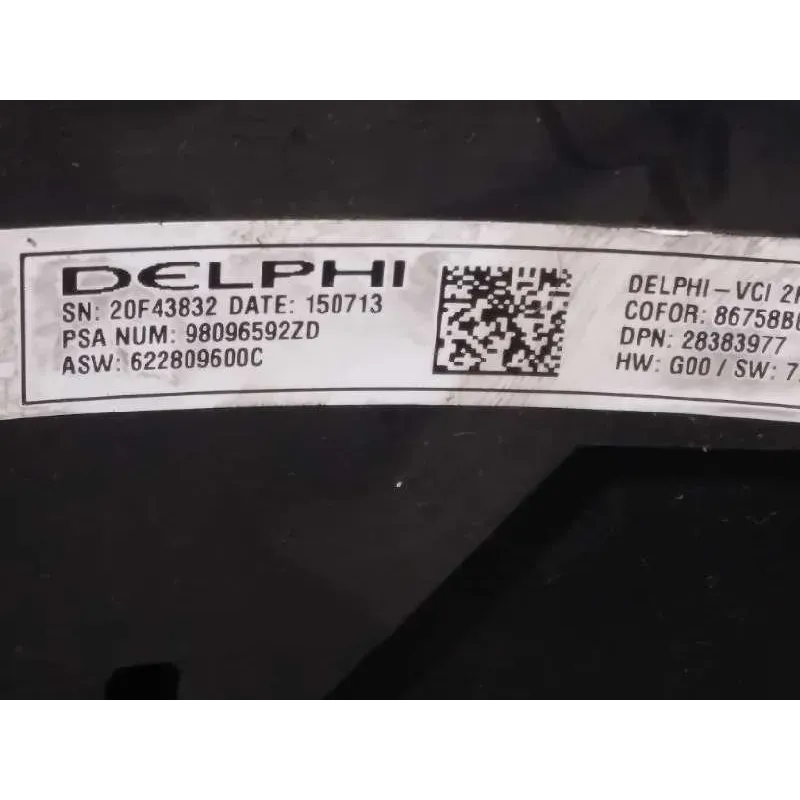 DELPHI
SN: 20F43832 DATE: 150713
PSA NUM: 98096592ZD
ASW: 622809600C
DELPHI-VCI
COFOR:
DPN: 28383977
HW: G00 / SW: